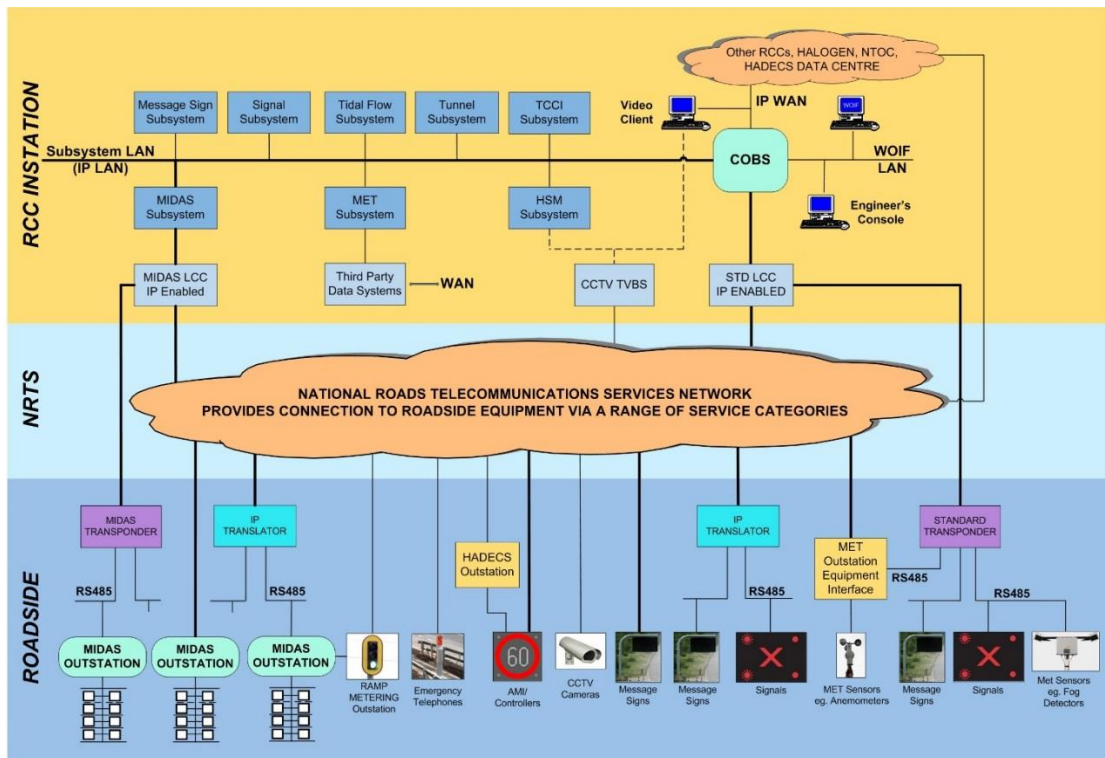 Other RCCs, HALOGEN, NTOC,
HADECS DATA CENTRE
RCC INSTATION
Message Sign
Subsystem
Signal
Subsystem
Tidal Flow
Subsystem
Tunnel
Subsystem
TCCI
Subsystem
Video
Client
IP WAN
WOIF
Subsystem LAN
(IP LAN)
COBS
WOIF
LAN
MIDAS
Subsystem
MET
Subsystem
HSM
Subsystem
Engineer's
Console
MIDAS LCC
IP Enabled
Third Party
Data Systems
WAN
CCTV TVBS
STD LCC
IP ENABLED
NRTS
NATIONAL ROADS TELECOMMUNICATIONS SERVICES NETWORK
PROVIDES CONNECTION TO ROADSIDE EQUIPMENT VIA A RANGE OF SERVICE CATEGORIES
ROADSIDE
MIDAS
TRANSPONDER
IP
TRANSLATOR
HADECS
Outstation
IP
TRANSLATOR
MET
Outstation
Equipment
Interface
STANDARD
TRANSPONDER
RS485
RS485
RS485
RS485
RS485
MIDAS
OUTSTATION
MIDAS
OUTSTATION
MIDAS
OUTSTATION
60
RAMP
METERING
Outstation
Emergency
Telephones
AMI/
Controllers
CCTV
Cameras
Message
Signs
Message
Signs
Signals
MET Sensors
eg. Anemometers
Message
Signs
Signals
Met Sensors
eg. Fog
Detectors